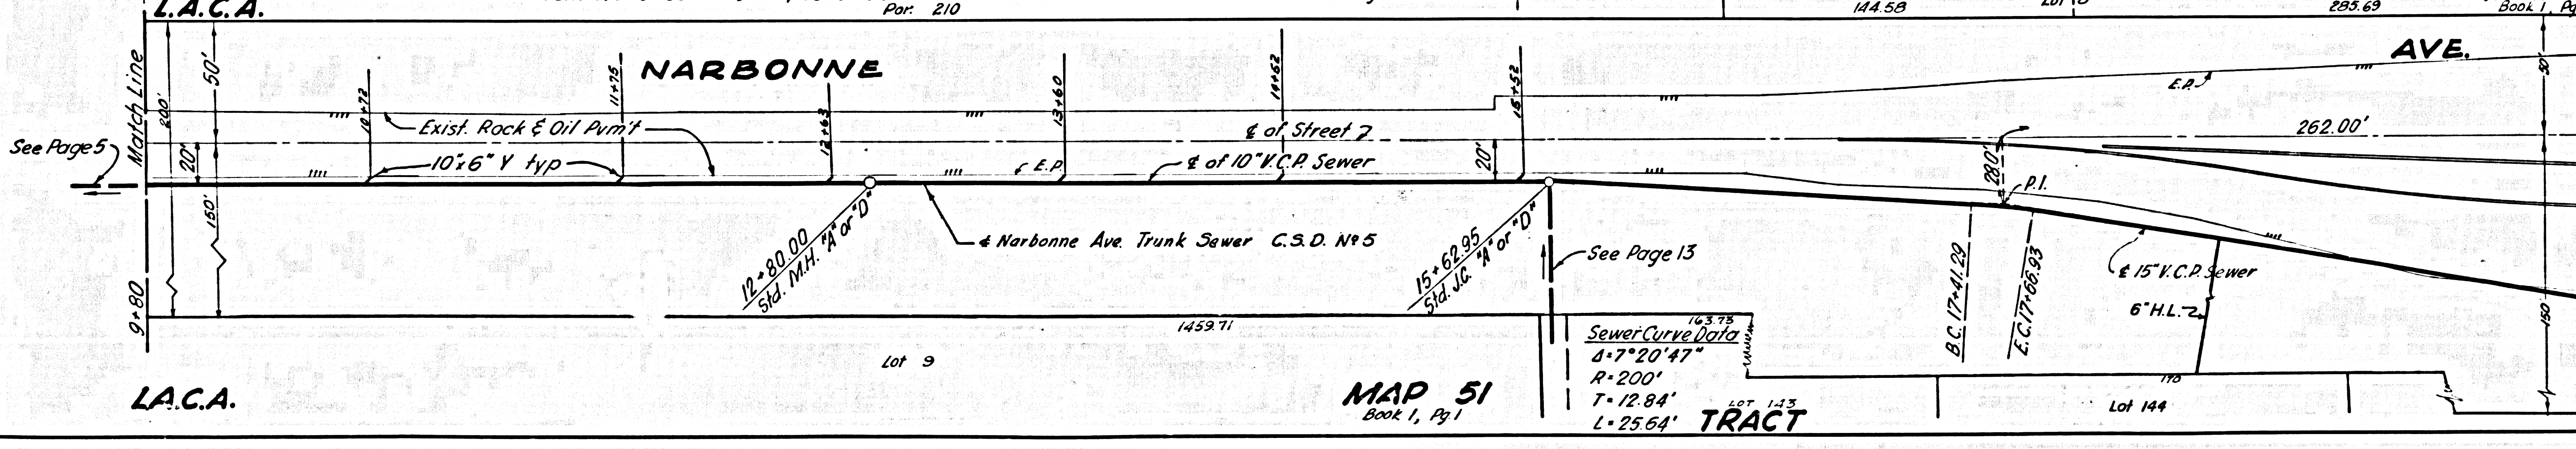 L.A.C.A.
Por. 210
144.58
285.69
Book 1, Pg
Match Line
200'
50'
10+72
11+75
NARBONNE
12+63
13+60
14+62
15+52
AVE.
E.P.
50'
See Page 5
20'
Exist. Rock & Oil Pvm't
10"x6" Y typ
E.P.
℄ of Street
℄ of 10" V.C.P. Sewer
20'
28.0'
262.00'
P.I.
150'
9+80
12+80.00
Std. M.H. "A" or "D"
℄ Narbonne Ave. Trunk Sewer C.S.D. Nº 5
15+62.95
Std. J.C. "A" or "D"
See Page 13
B.C. 17+41.29
E.C. 17+66.93
℄ 15" V.C.P. Sewer
6" H.L.
150
1459.71
163.73
Lot 9
Sewer Curve Data
Δ=7°20'47"
R=200'
T=12.84'
L=25.64'
L.A.C.A.
MAP 51
Book 1, Pg 1
LOT 143
TRACT
170
Lot 144